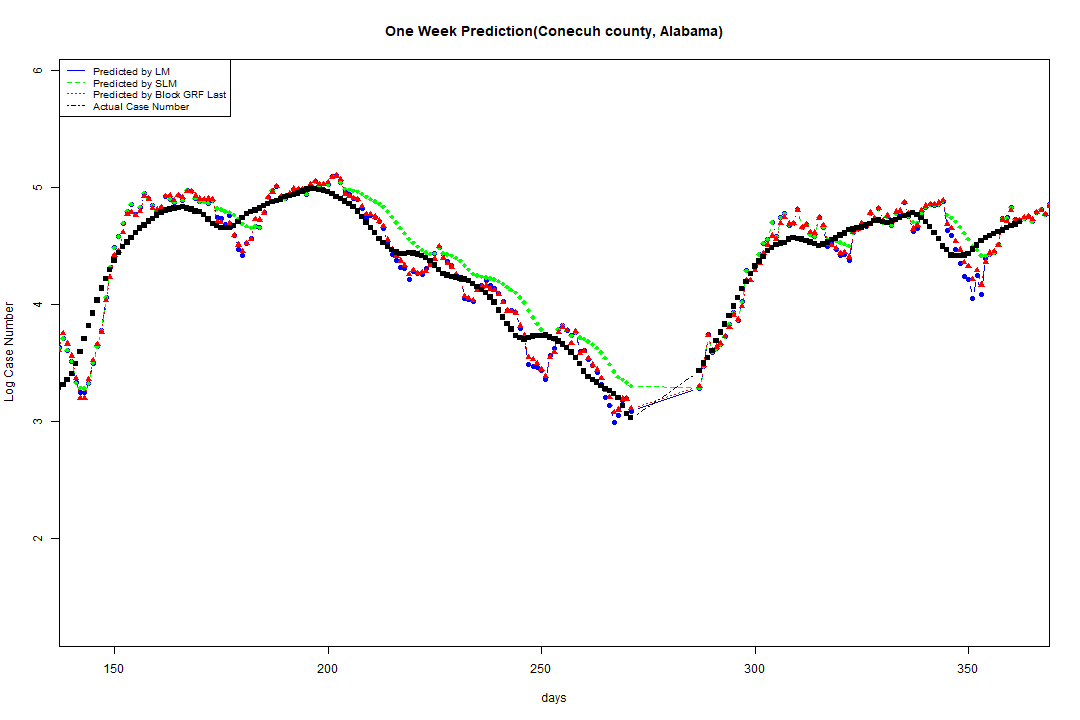 One Week Prediction(Conecuh county, Alabama)
Predicted by LM
Predicted by SLM
Predicted by Block GRF Last
Actual Case Number
6
5
4
3
2
Log Case Number
150 200 250 300 350
days